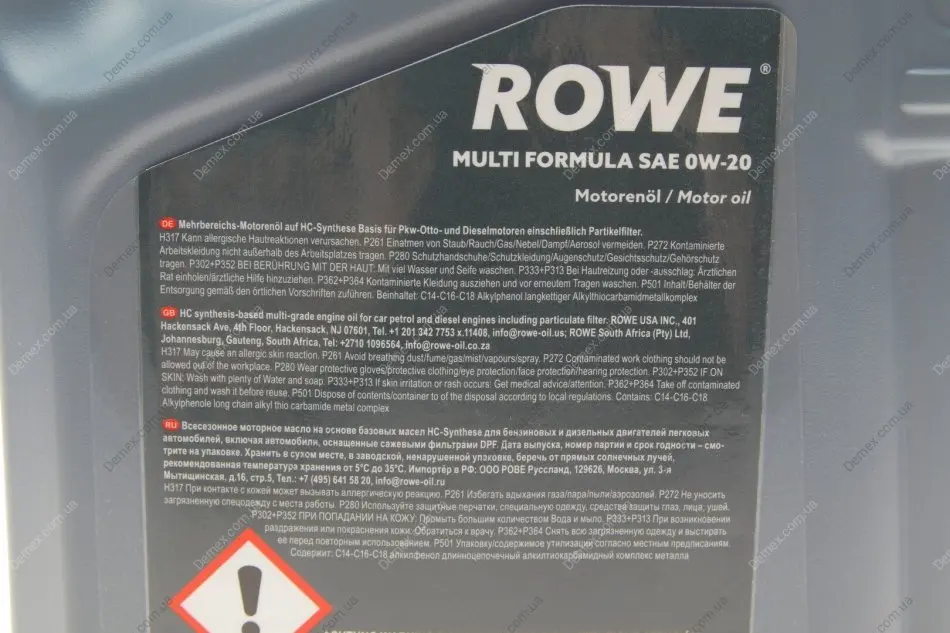 ROWE®
MULTI FORMULA SAE 0W-20
Motorenöl / Motor oil
DE Mehrbereichs-Motorenöl auf HC-Synthese Basis für Pkw-Otto- und Dieselmotoren einschließlich Partikelfilter.
H317 Kann allergische Hautreaktionen verursachen. P261 Einatmen von Staub/Rauch/Gas/Nebel/Dampf/Aerosol vermeiden. P272 Kontaminierte
Arbeitskleidung nicht außerhalb des Arbeitsplatzes tragen. P280 Schutzhandschuhe/Schutzkleidung/Augenschutz/Gesichtsschutz/Gehörschutz
tragen. P302+P352 BEI BERÜHRUNG MIT DER HAUT: Mit viel Wasser und Seife waschen. P333+P313 Bei Hautreizung oder -ausschlag: Ärztlichen
Rat einholen/ärztliche Hilfe hinzuziehen. P362+P364 Kontaminierte Kleidung ausziehen und vor erneutem Tragen waschen. P501 Inhalt/Behälter der
Entsorgung gemäß den örtlichen Vorschriften zuführen. Beinhaltet: C14-C16-C18 Alkylphenol langkettiger Alkylthiocarbamidmetallkomplex
GB HC synthesis-based multi-grade engine oil for car petrol and diesel engines including particulate filter. ROWE USA INC., 401
Hackensack Ave, 4th Floor, Hackensack, NJ 07601, Tel. +1 201 342 7753 x.11408, info@rowe-oil.us; ROWE South Africa (Pty) Ltd,
Johannesburg, Gauteng, South Africa, Tel: +2710 1096564, info@rowe-oil.co.za
H317 May cause an allergic skin reaction. P261 Avoid breathing dust/fume/gas/mist/vapours/spray. P272 Contaminated work clothing should not be
allowed out of the workplace. P280 Wear protective gloves/protective clothing/eye protection/face protection/hearing protection. P302+P352 IF ON
SKIN: Wash with plenty of Water and soap. P333+P313 If skin irritation or rash occurs: Get medical advice/attention. P362+P364 Take off contaminated
clothing and wash it before reuse. P501 Dispose of contents/container to of the disposal according to local regulations. Contains: C14-C16-C18
Alkylphenole long chain alkyl thio carbamide metal complex
RU Всесезонное моторное масло на основе базовых масел HC-Synthese для бензиновых и дизельных двигателей легковых
автомобилей, включая автомобили, оснащенные сажевыми фильтрами DPF. Дата выпуска, номер партии и срок годности – смо-
трите на упаковке. Хранить в сухом месте, в заводской, ненарушенной упаковке, беречь от прямых солнечных лучей,
рекомендованная температура хранения от 5°C до 35°C. Импортёр в РФ: ООО РОВЕ Руссланд, 129626, Москва, ул. 3-я
Мытищинская, д.16, стр.5, Тел.: +7 (495) 641 58 20, info@rowe-oil.ru
H317 При контакте с кожей может вызывать аллергическую реакцию. P261 Избегать вдыхания газа/пара/пыли/аэрозолей. P272 Не уносить
загрязненную спецодежду с места работы. P280 Используйте защитные перчатки, специальную одежду, средства защиты глаз, лица, ушей.
P302+P352 ПРИ ПОПАДАНИИ НА КОЖУ: Промыть большим количеством Вода и мыло. P333+P313 При возникновении
раздражения или покраснения кожи: Обратиться к врачу. P362+P364 Снять всю загрязненную одежду и выстирать
ее перед повторным использованием. P501 Упаковку/содержимое утилизации согласно местным предписаниям.
Содержит: C14-C16-C18 алкилфенол длинноцепочечный алкилтиокарбамидный комплекс металла
Demex.com.ua